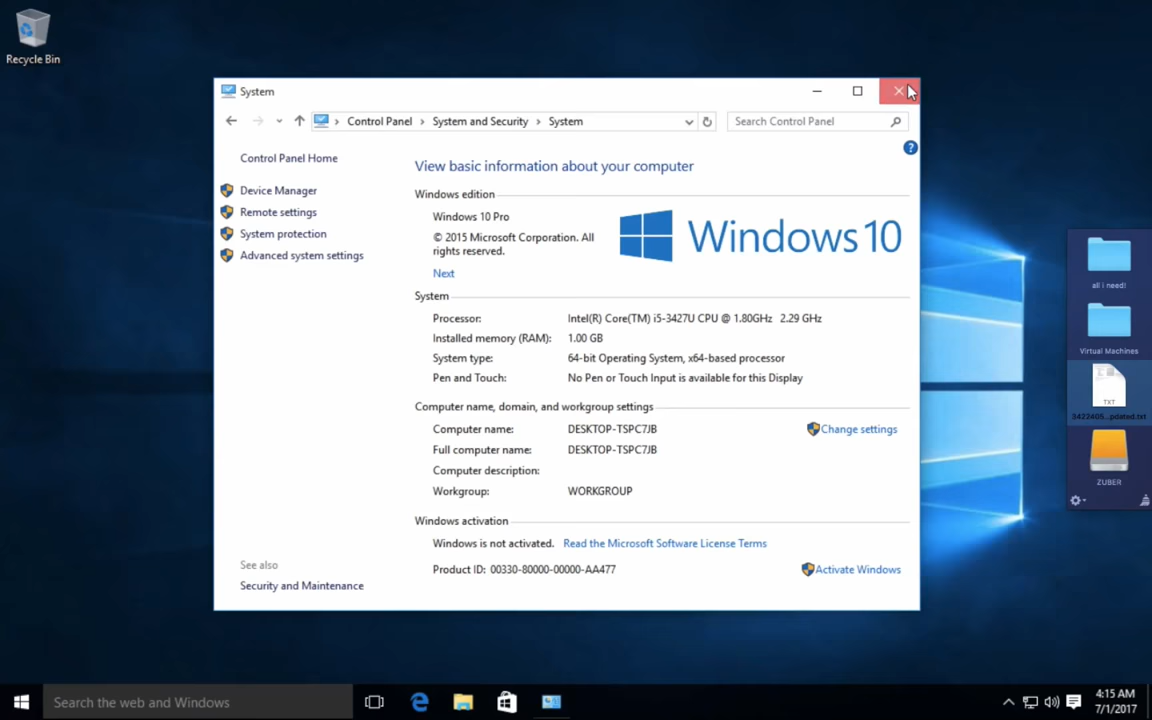 Recycle Bin
System
Control Panel > System and Security > System
Search Control Panel
Control Panel Home
Device Manager
Remote settings
System protection
Advanced system settings
See also
Security and Maintenance
?
View basic information about your computer
Windows edition
Windows 10 Pro
© 2015 Microsoft Corporation. All
rights reserved.
Next
Windows 10
System
Processor: Intel(R) Core(TM) i5-3427U CPU @ 1.80GHz 2.29 GHz
Installed memory (RAM): 1.00 GB
System type: 64-bit Operating System, x64-based processor
Pen and Touch: No Pen or Touch Input is available for this Display
Computer name, domain, and workgroup settings
Computer name: DESKTOP-TSPC7JB
Change settings
Full computer name: DESKTOP-TSPC7JB
Computer description:
Workgroup: WORKGROUP
Windows activation
Windows is not activated. Read the Microsoft Software License Terms
Product ID: 00330-80000-00000-AA477
Activate Windows
all i need!
Virtual Machines
TXT
3422405...pdated.txt
ZUBER
Search the web and Windows
4:15 AM
7/1/2017